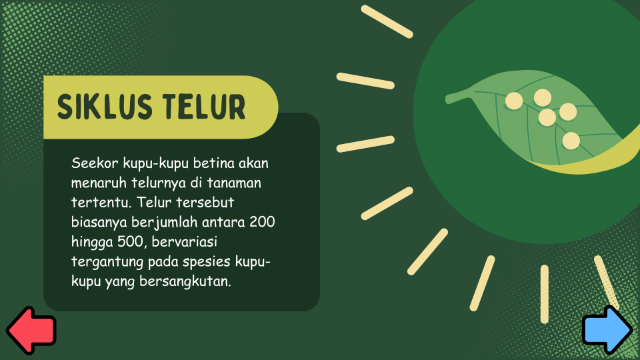 SIKLUS TELUR
Seekor kupu-kupu betina akan
menaruh telurnya di tanaman
tertentu. Telur tersebut
biasanya berjumlah antara 200
hingga 500, bervariasi
tergantung pada spesies kupu-
kupu yang bersangkutan.